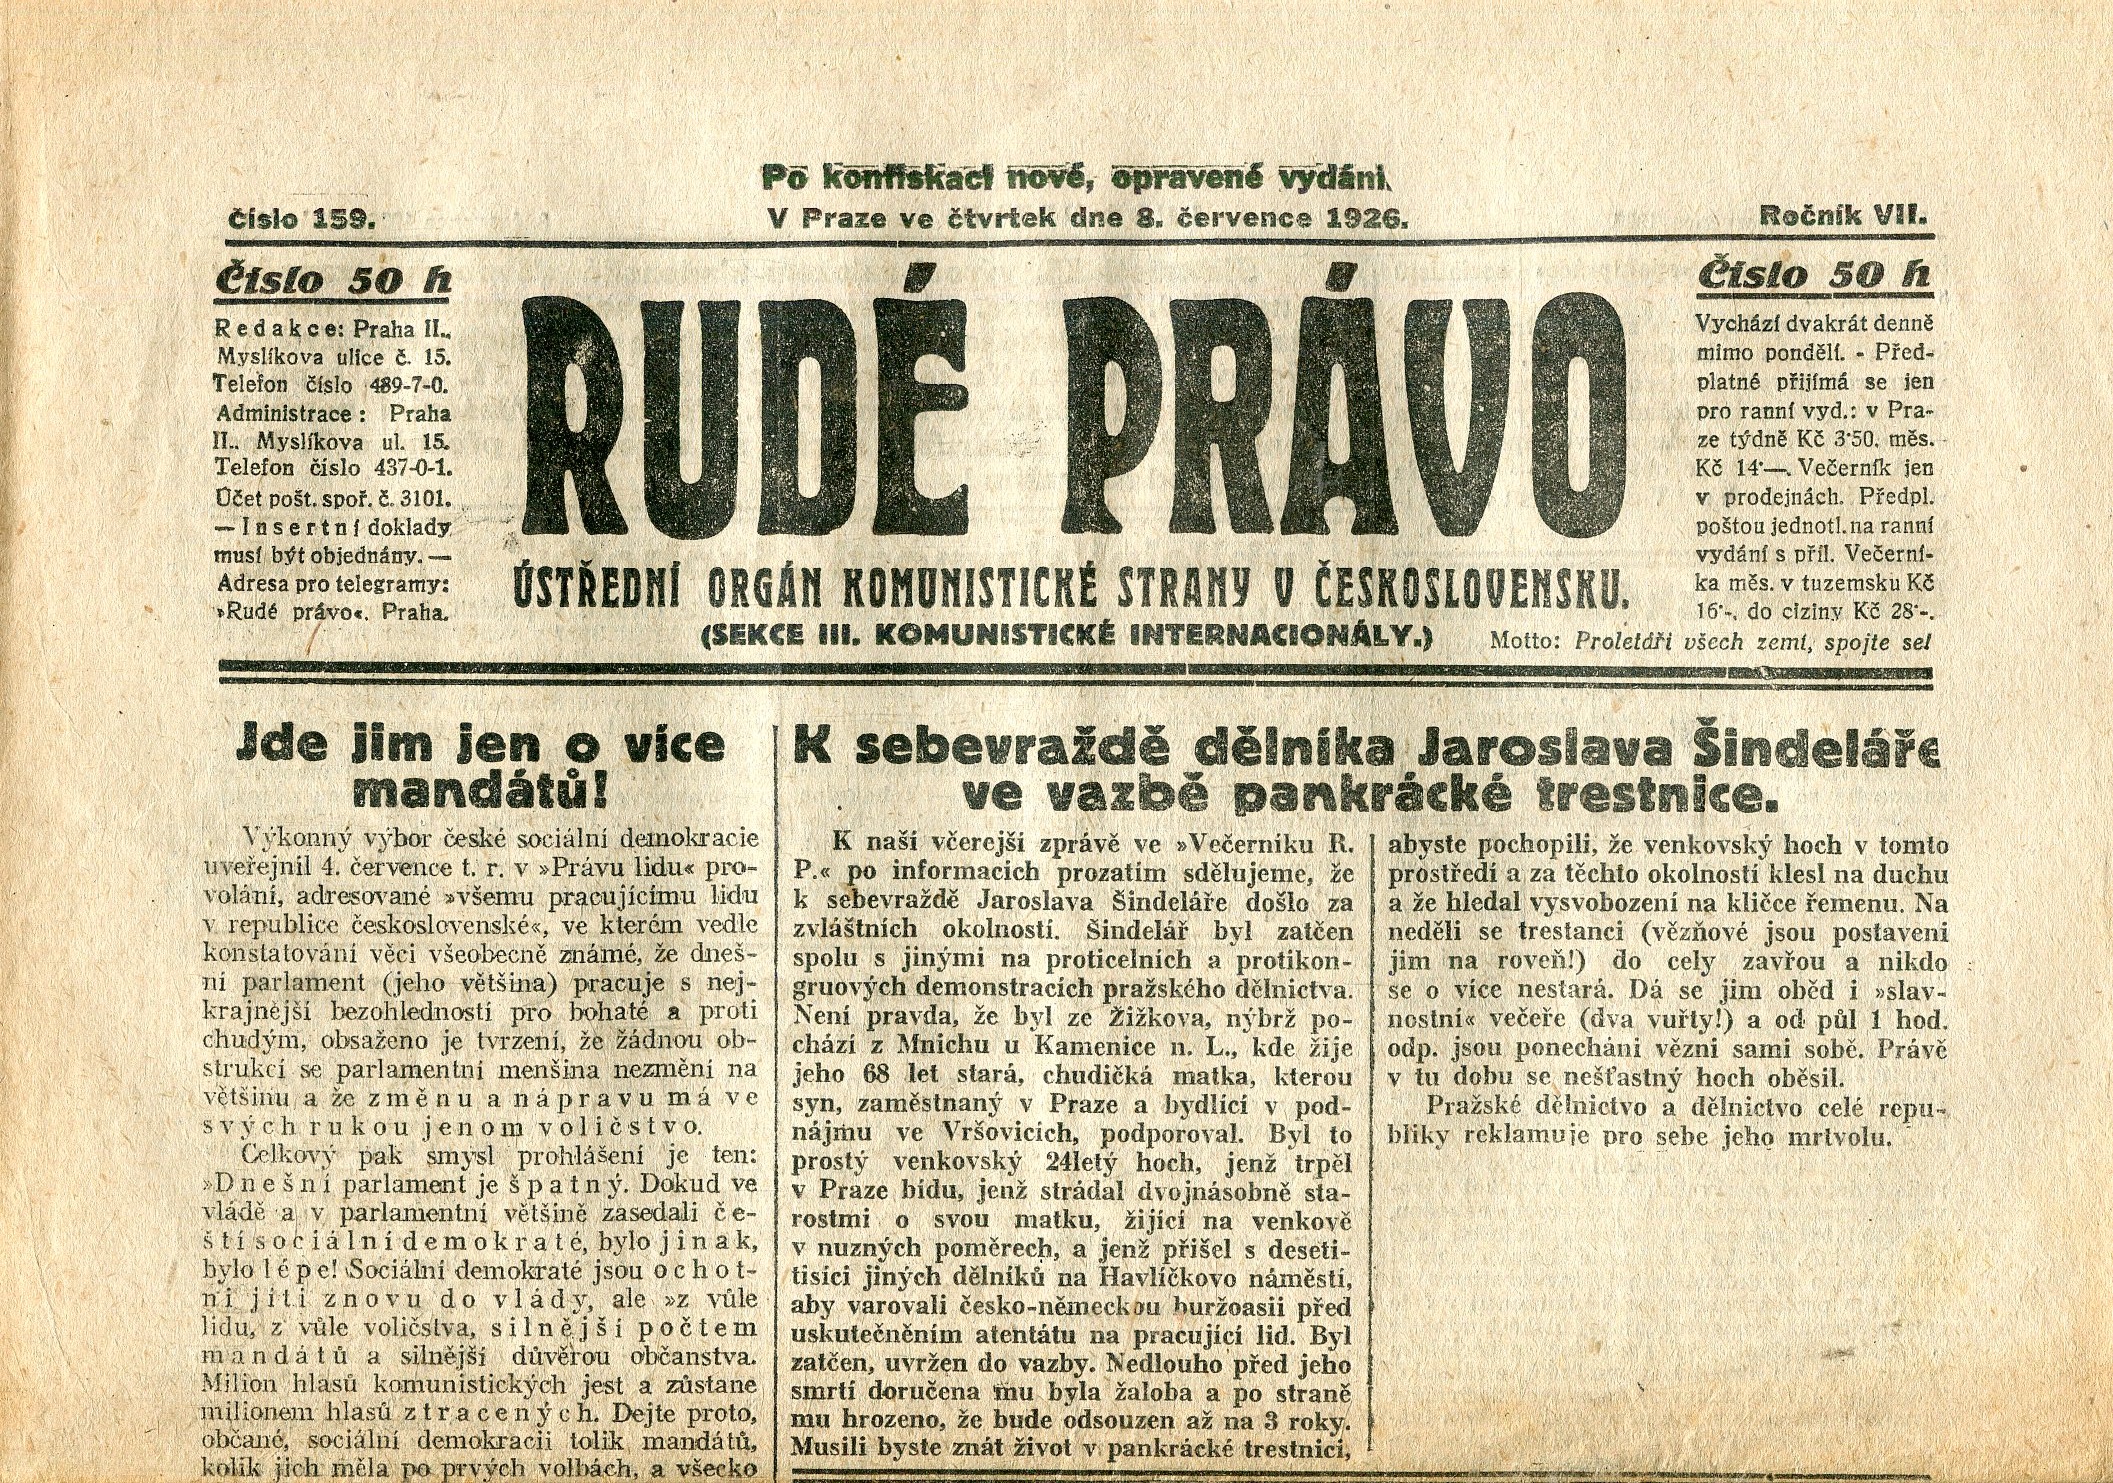 Po konfiskaci nové, opravené vydání.
Číslo 159.
V Praze ve čtvrtek dne 8. července 1926.
Ročník VII.
Číslo 50 h
Redakce: Praha II.,
Myslíkova ulice č. 15.
Telefon číslo 489-7-0.
Administrace: Praha
II., Myslíkova ul. 15.
Telefon číslo 437-0-1.
Účet pošt. spoř. č. 3101.
— Insertní doklady
musí být objednány. —
Adresa pro telegramy:
»Rudé právo«, Praha.
RUDÉ PRÁVO
ÚSTŘEDNÍ ORGÁN KOMUNISTICKÉ STRANY V ČESKOSLOVENSKU.
(SEKCE III. KOMUNISTICKÉ INTERNACIONÁLY.)
Číslo 50 h
Vychází dvakrát denně
mimo pondělí. - Před-
platné přijímá se jen
pro ranní vyd.: v Pra-
ze týdně Kč 3·50, měs.
Kč 14·—. Večerník jen
v prodejnách. Předpl.
poštou jednotl. na ranní
vydání s příl. Večerní-
ka měs. v tuzemsku Kč
16·-, do ciziny Kč 28·-.
Motto: Proletáři všech zemí, spojte se!
Jde jim jen o více
mandátů!
Výkonný výbor české sociální demokracie
uveřejnil 4. července t. r. v »Právu lidu« pro-
volání, adresované »všemu pracujícímu lidu
v republice československé«, ve kterém vedle
konstatování věci všeobecně známé, že dneš-
ní parlament (jeho většina) pracuje s nej-
krajnější bezohledností pro bohaté a proti
chudým, obsaženo je tvrzení, že žádnou ob-
strukcí se parlamentní menšina nezmění na
většinu a že změnu a nápravu má ve
svých rukou jenom voličstvo.
Celkový pak smysl prohlášení je ten:
»Dnešní parlament je špatný. Dokud ve
vládě a v parlamentní většině zasedali če-
ští sociální demokraté, bylo jinak,
bylo lépe! Sociální demokraté jsou ochot-
ni jíti znovu do vlády, ale »z vůle
lidu, z vůle voličstva, silnější počtem
mandátů a silnější důvěrou občanstva.
Milion hlasů komunistických jest a zůstane
milionem hlasů ztracených. Dejte proto,
občané, sociální demokracii tolik mandátů,
kolik jich měla po prvých volbách, a všecko
K sebevraždě dělníka Jaroslava Šindeláře
ve vazbě pankrácké trestnice.
K naší včerejší zprávě ve »Večerníku R.
P.« po informacích prozatím sdělujeme, že
k sebevraždě Jaroslava Šindeláře došlo za
zvláštních okolností. Šindelář byl zatčen
spolu s jinými na proticelních a protikon-
gruových demonstracích pražského dělnictva.
Není pravda, že byl ze Žižkova, nýbrž po-
chází z Mnichu u Kamenice n. L., kde žije
jeho 68 let stará, chudičká matka, kterou
syn, zaměstnaný v Praze a bydlící v pod-
nájmu ve Vršovicích, podporoval. Byl to
prostý venkovský 24letý hoch, jenž trpěl
v Praze bídu, jenž strádal dvojnásobně sta-
rostmi o svou matku, žijící na venkově
v nuzných poměrech, a jenž přišel s deseti-
tisíci jiných dělníků na Havlíčkovo náměstí,
aby varovali česko-německou buržoasii před
uskutečněním atentátu na pracující lid. Byl
zatčen, uvržen do vazby. Nedlouho před jeho
smrtí doručena mu byla žaloba a po straně
mu hrozeno, že bude odsouzen až na 3 roky.
Musili byste znát život v pankrácké trestnici,
abyste pochopili, že venkovský hoch v tomto
prostředí a za těchto okolností klesl na duchu
a že hledal vysvobození na kličce řemenu. Na
neděli se trestanci (vězňové jsou postaveni
jim na roveň!) do cely zavřou a nikdo
se o více nestará. Dá se jim oběd i »slav-
nostní« večeře (dva vuřty!) a od půl 1 hod.
odp. jsou ponecháni vězni sami sobě. Právě
v tu dobu se nešťastný hoch oběsil.
Pražské dělnictvo a dělnictvo celé repu-
bliky reklamuje pro sebe jeho mrtvolu.